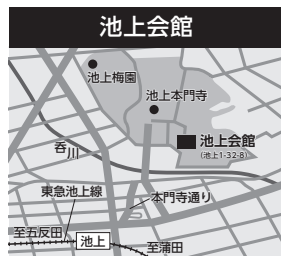 池上会館
池上梅園
池上本門寺
池上会館
(池上1-32-8)
呑川
東急池上線
本門寺通り
至五反田
池上
至蒲田